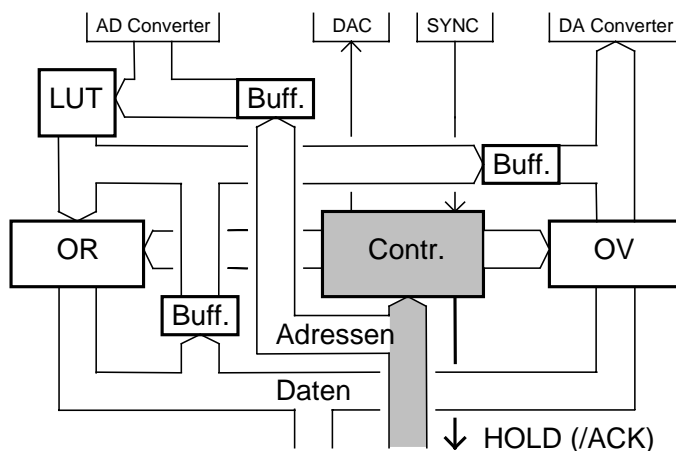 AD Converter
DAC
SYNC
DA Converter
LUT
Buff.
Buff.
OR
Contr.
OV
Buff.
Adressen
Daten
HOLD (/ACK)